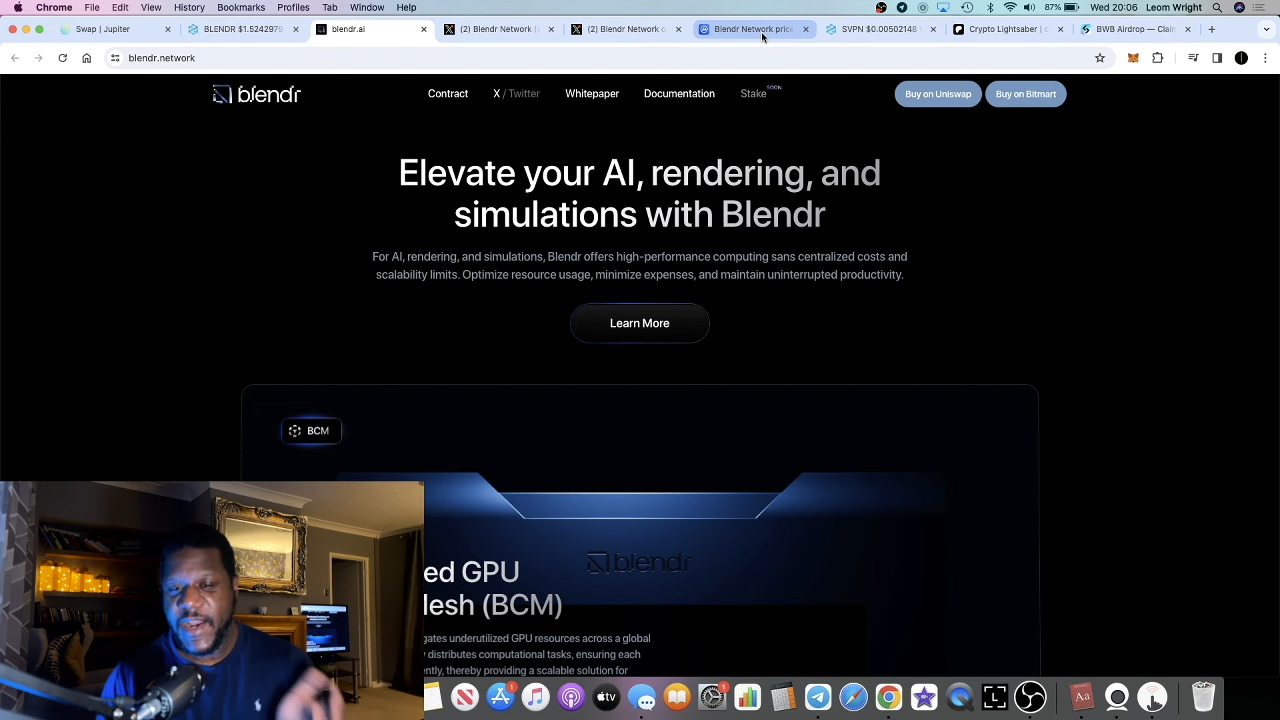 Chrome File Edit View History Bookmarks Profiles Tab Window Help
87% Wed 20:06 Leom Wright
Swap | Jupiter
BLENDR $1.5242979
blendr.ai
(2) Blendr Network (
(2) Blendr Network o
Blendr Network price
SVPN $0.00502148
Crypto Lightsaber | c
BWB Airdrop — Clai
blendr.network
blendr
Contract
X / Twitter
Whitepaper
Documentation
Stake SOON
Buy on Uniswap
Buy on Bitmart
Elevate your AI, rendering, and
simulations with Blendr
For AI, rendering, and simulations, Blendr offers high-performance computing sans centralized costs and
scalability limits. Optimize resource usage, minimize expenses, and maintain uninterrupted productivity.
Learn More
BCM
blendr
ed GPU
lesh (BCM)
gates underutilized GPU resources across a global
distributes computational tasks, ensuring each
ently, thereby providing a scalable solution for